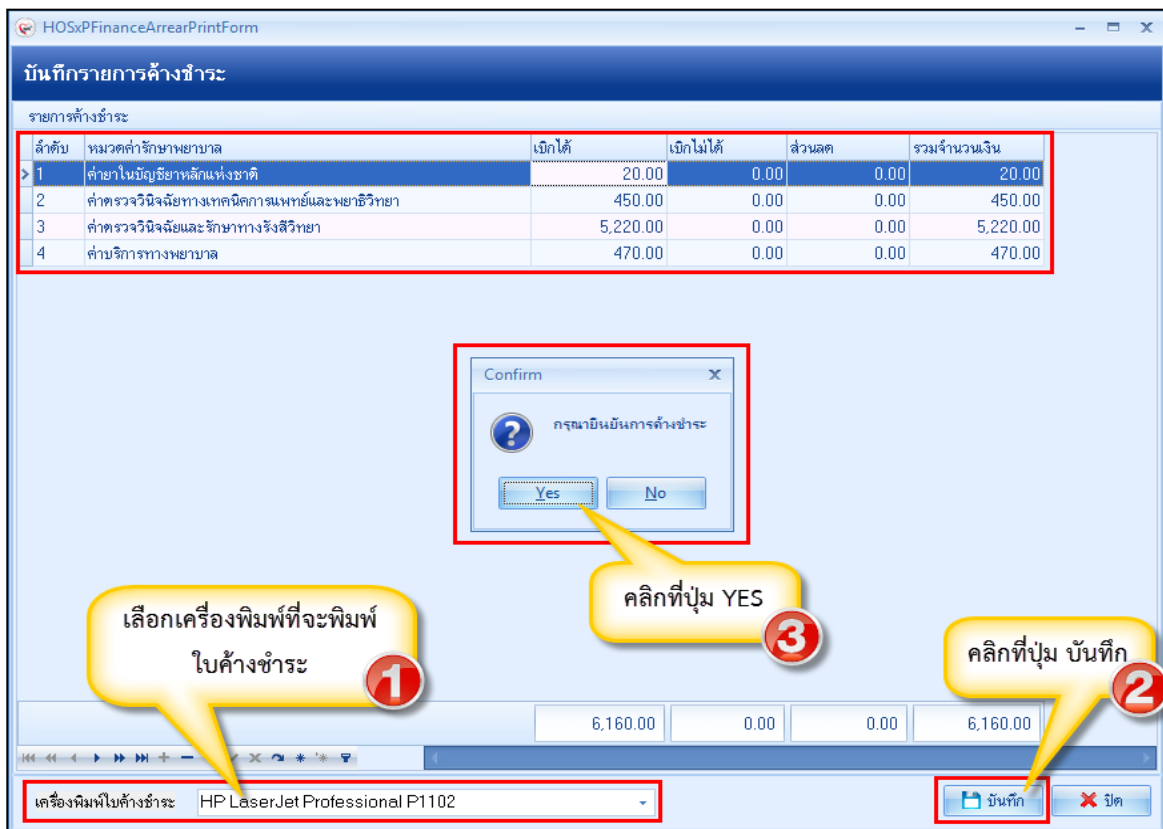 HOSxPFinanceArrearPrintForm
บันทึกรายการค้างชำระ
รายการค้างชำระ
ลำดับ หมวดค่ารักษาพยาบาล เบิกได้ เบิกไม่ได้ ส่วนลด รวมจำนวนเงิน
1 ค่ายาในบัญชียาหลักแห่งชาติ 20.00 0.00 0.00 20.00
2 ค่าตรวจวินิจฉัยทางเทคนิคการแพทย์และพยาธิวิทยา 450.00 0.00 0.00 450.00
3 ค่าตรวจวินิจฉัยและรักษาทางรังสีวิทยา 5,220.00 0.00 0.00 5,220.00
4 ค่าบริการทางพยาบาล 470.00 0.00 0.00 470.00
Confirm
กรุณายืนยันการค้างชำระ
Yes No
คลิกที่ปุ่ม YES
3
เลือกเครื่องพิมพ์ที่จะพิมพ์
ใบค้างชำระ
1
คลิกที่ปุ่ม บันทึก
2
6,160.00 0.00 0.00 6,160.00
เครื่องพิมพ์ใบค้างชำระ HP LaserJet Professional P1102 บันทึก ปิด